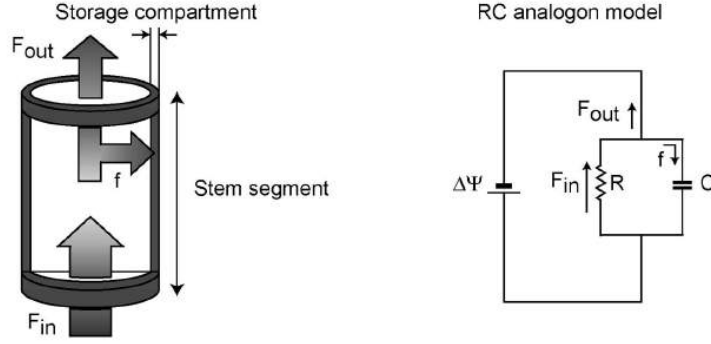 Storage compartment
RC analogon model
Fout
Fout
f
f
Stem segment
ΔΨ
Fin
R
C
Fin